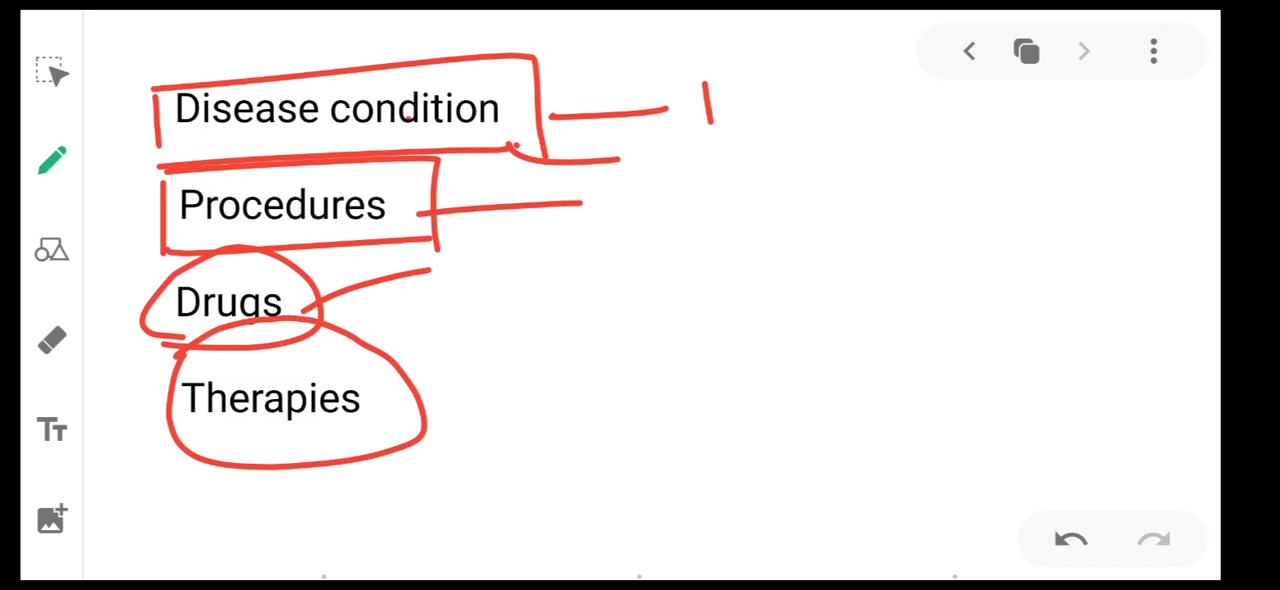 Disease condition
Procedures
Drugs
Therapies